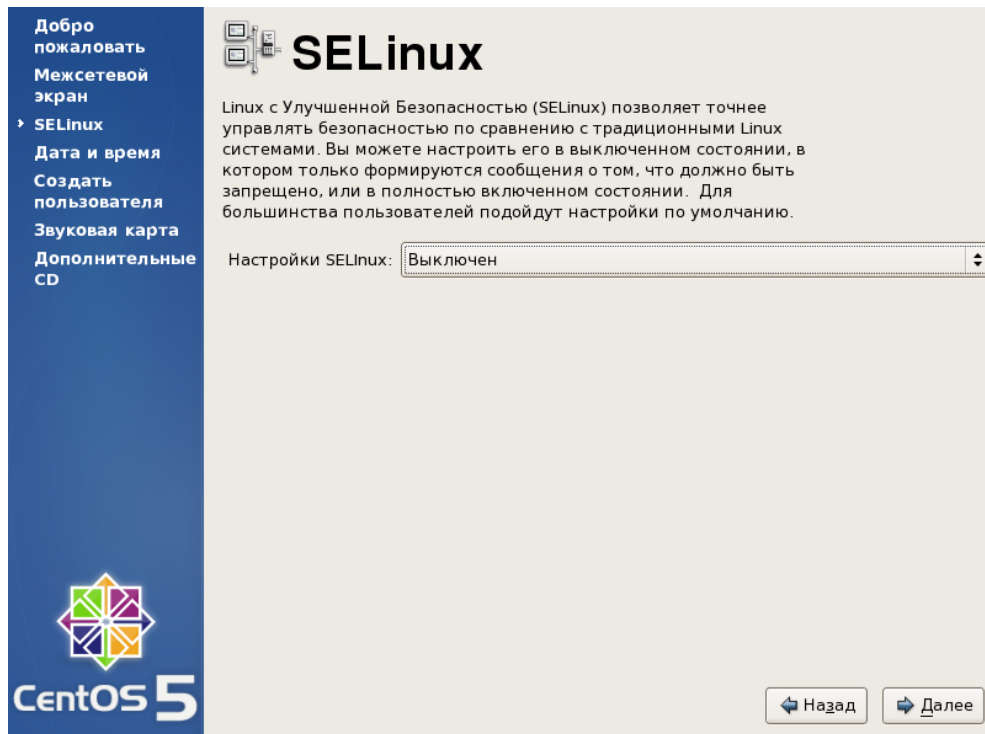 Добро
пожаловать
Межсетевой
экран
SELinux
Дата и время
Создать
пользователя
Звуковая карта
Дополнительные
CD
CentOS 5
SELinux
Linux с Улучшенной Безопасностью (SELinux) позволяет точнее
управлять безопасностью по сравнению с традиционными Linux
системами. Вы можете настроить его в выключенном состоянии, в
котором только формируются сообщения о том, что должно быть
запрещено, или в полностью включенном состоянии. Для
большинства пользователей подойдут настройки по умолчанию.
Настройки SELInux: Выключен
Назад Далее